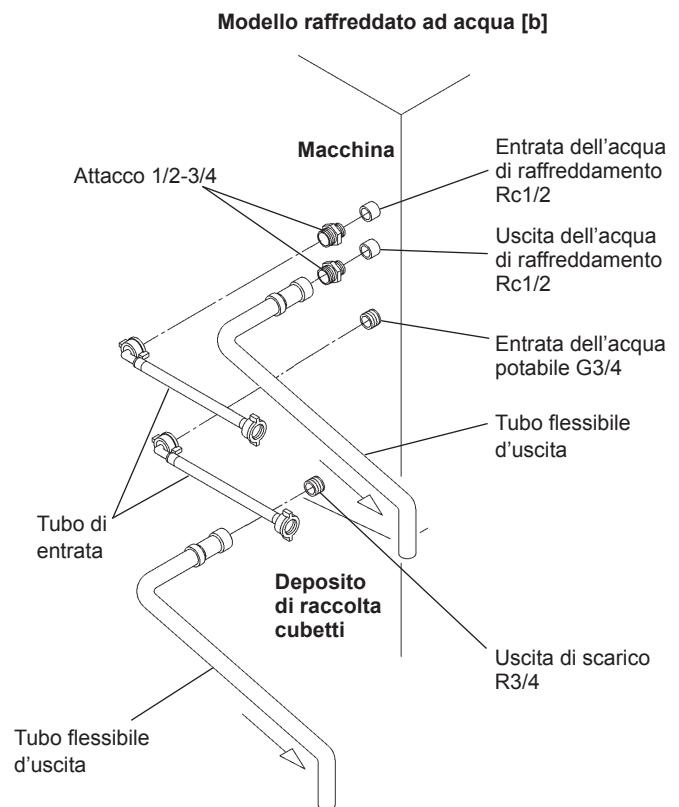 Modello raffreddato ad acqua [b]
Macchina
Entrata dell'acqua
di raffreddamento
Rc1/2
Attacco 1/2-3/4
Uscita dell'acqua
di raffreddamento
Rc1/2
Entrata dell'acqua
potabile G3/4
Tubo flessibile
d'uscita
Tubo di
entrata
Deposito
di raccolta
cubetti
Uscita di scarico
R3/4
Tubo flessibile
d'uscita